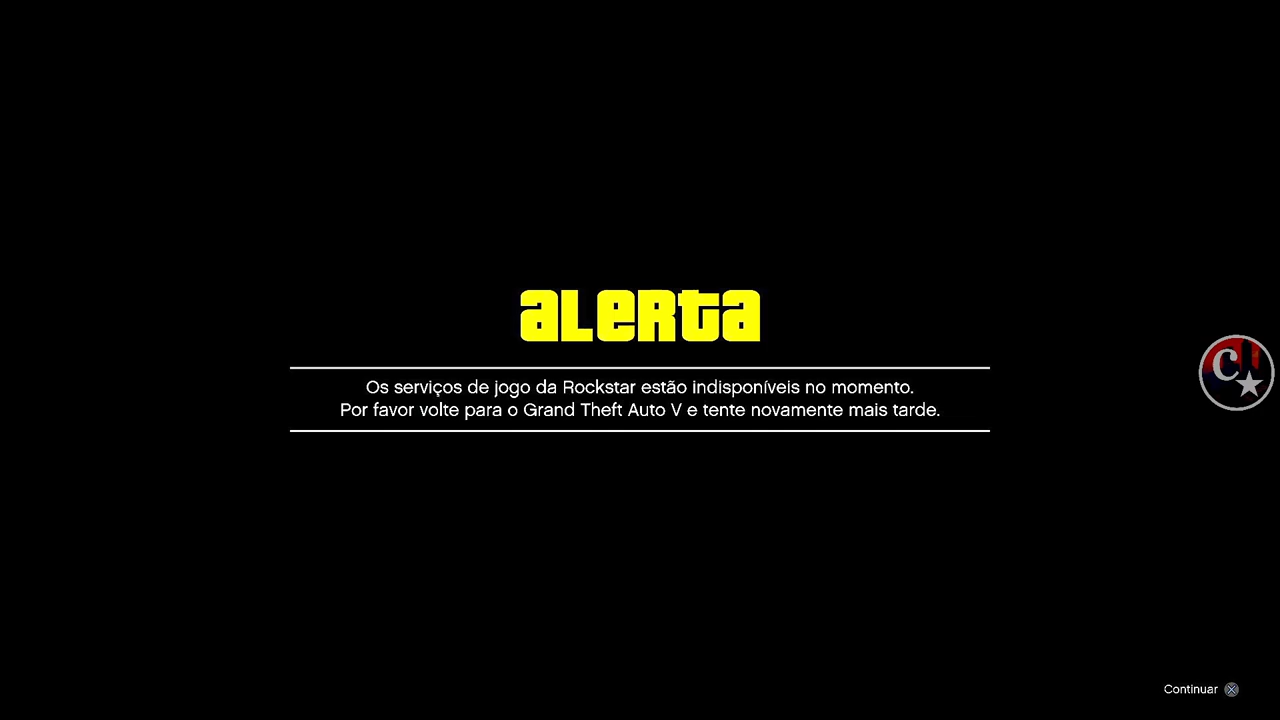 alerta
Os serviços de jogo da Rockstar estão indisponíveis no momento.
Por favor volte para o Grand Theft Auto V e tente novamente mais tarde.
C
Continuar